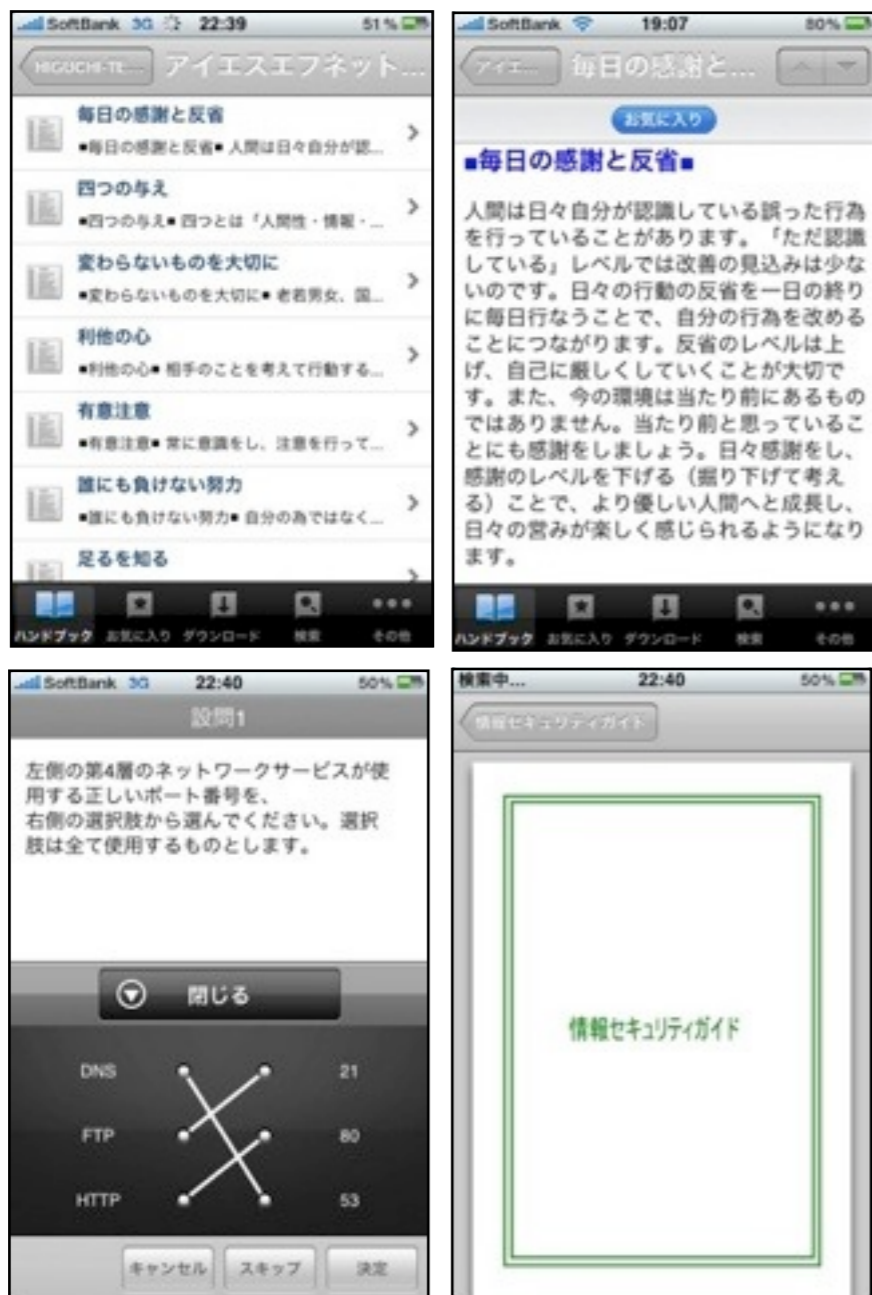 SoftBank 3G 22:39 51%
HIGUCHI-TE... アイエスエフネット...
毎日の感謝と反省
■毎日の感謝と反省■ 人間は日々自分が認...
四つの与え
■四つの与え■ 四つとは「人間性・情報・...
変わらないものを大切に
■変わらないものを大切に■ 老若男女、国...
利他の心
■利他の心■ 相手のことを考えて行動する...
有意注意
■有意注意■ 常に意識をし、注意を行って...
誰にも負けない努力
■誰にも負けない努力■ 自分の為ではなく...
足るを知る
ハンドブック お気に入り ダウンロード 検索 その他
SoftBank 19:07 80%
アイエ... 毎日の感謝と...
お気に入り
■毎日の感謝と反省■
人間は日々自分が認識している誤った行為
を行っていることがあります。「ただ認識
している」レベルでは改善の見込みは少な
いのです。日々の行動の反省を一日の終り
に毎日行なうことで、自分の行為を改める
ことにつながります。反省のレベルは上
げ、自己に厳しくしていくことが大切で
す。また、今の環境は当たり前にあるもの
ではありません。当たり前と思っているこ
とにも感謝をしましょう。日々感謝をし、
感謝のレベルを下げる（掘り下げて考え
る）ことで、より優しい人間へと成長し、
日々の営みが楽しく感じられるようになり
ます。
ハンドブック お気に入り ダウンロード 検索 その他
SoftBank 3G 22:40 50%
設問1
左側の第4層のネットワークサービスが使
用する正しいポート番号を、
右側の選択肢から選んでください。選択
肢は全て使用するものとします。
閉じる
DNS 21
FTP 80
HTTP 53
キャンセル スキップ 決定
検索中... 22:40 50%
情報セキュリティガイド
情報セキュリティガイド